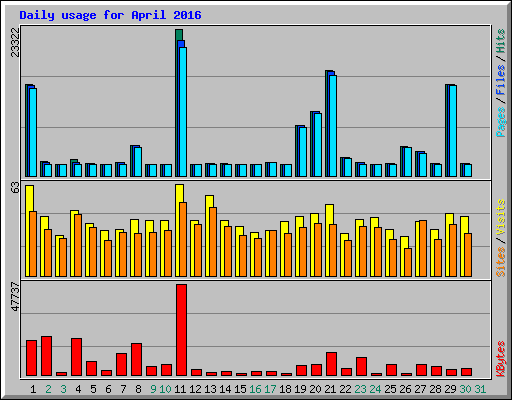 Daily usage for April 2016
23322
63
47737
Pages / Files / Hits
Sites / Visits
KBytes
1 2 3 4 5 6 7 8 9 10 11 12 13 14 15 16 17 18 19 20 21 22 23 24 25 26 27 28 29 30 31